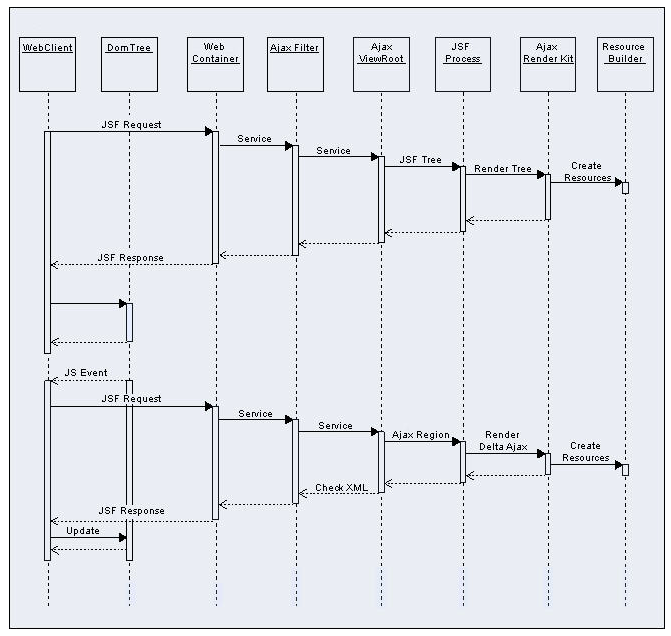 WebClient
DomTree
Web
Container
Ajax Filter
Ajax
ViewRoot
JSF
Process
Ajax
Render Kit
Resource
Builder
JSF Request
Service
Service
JSF Tree
Render Tree
Create
Resources
JSF Response
JS Event
JSF Request
Service
Service
Ajax Region
Render
Delta Ajax
Create
Resources
Check XML
JSF Response
Update